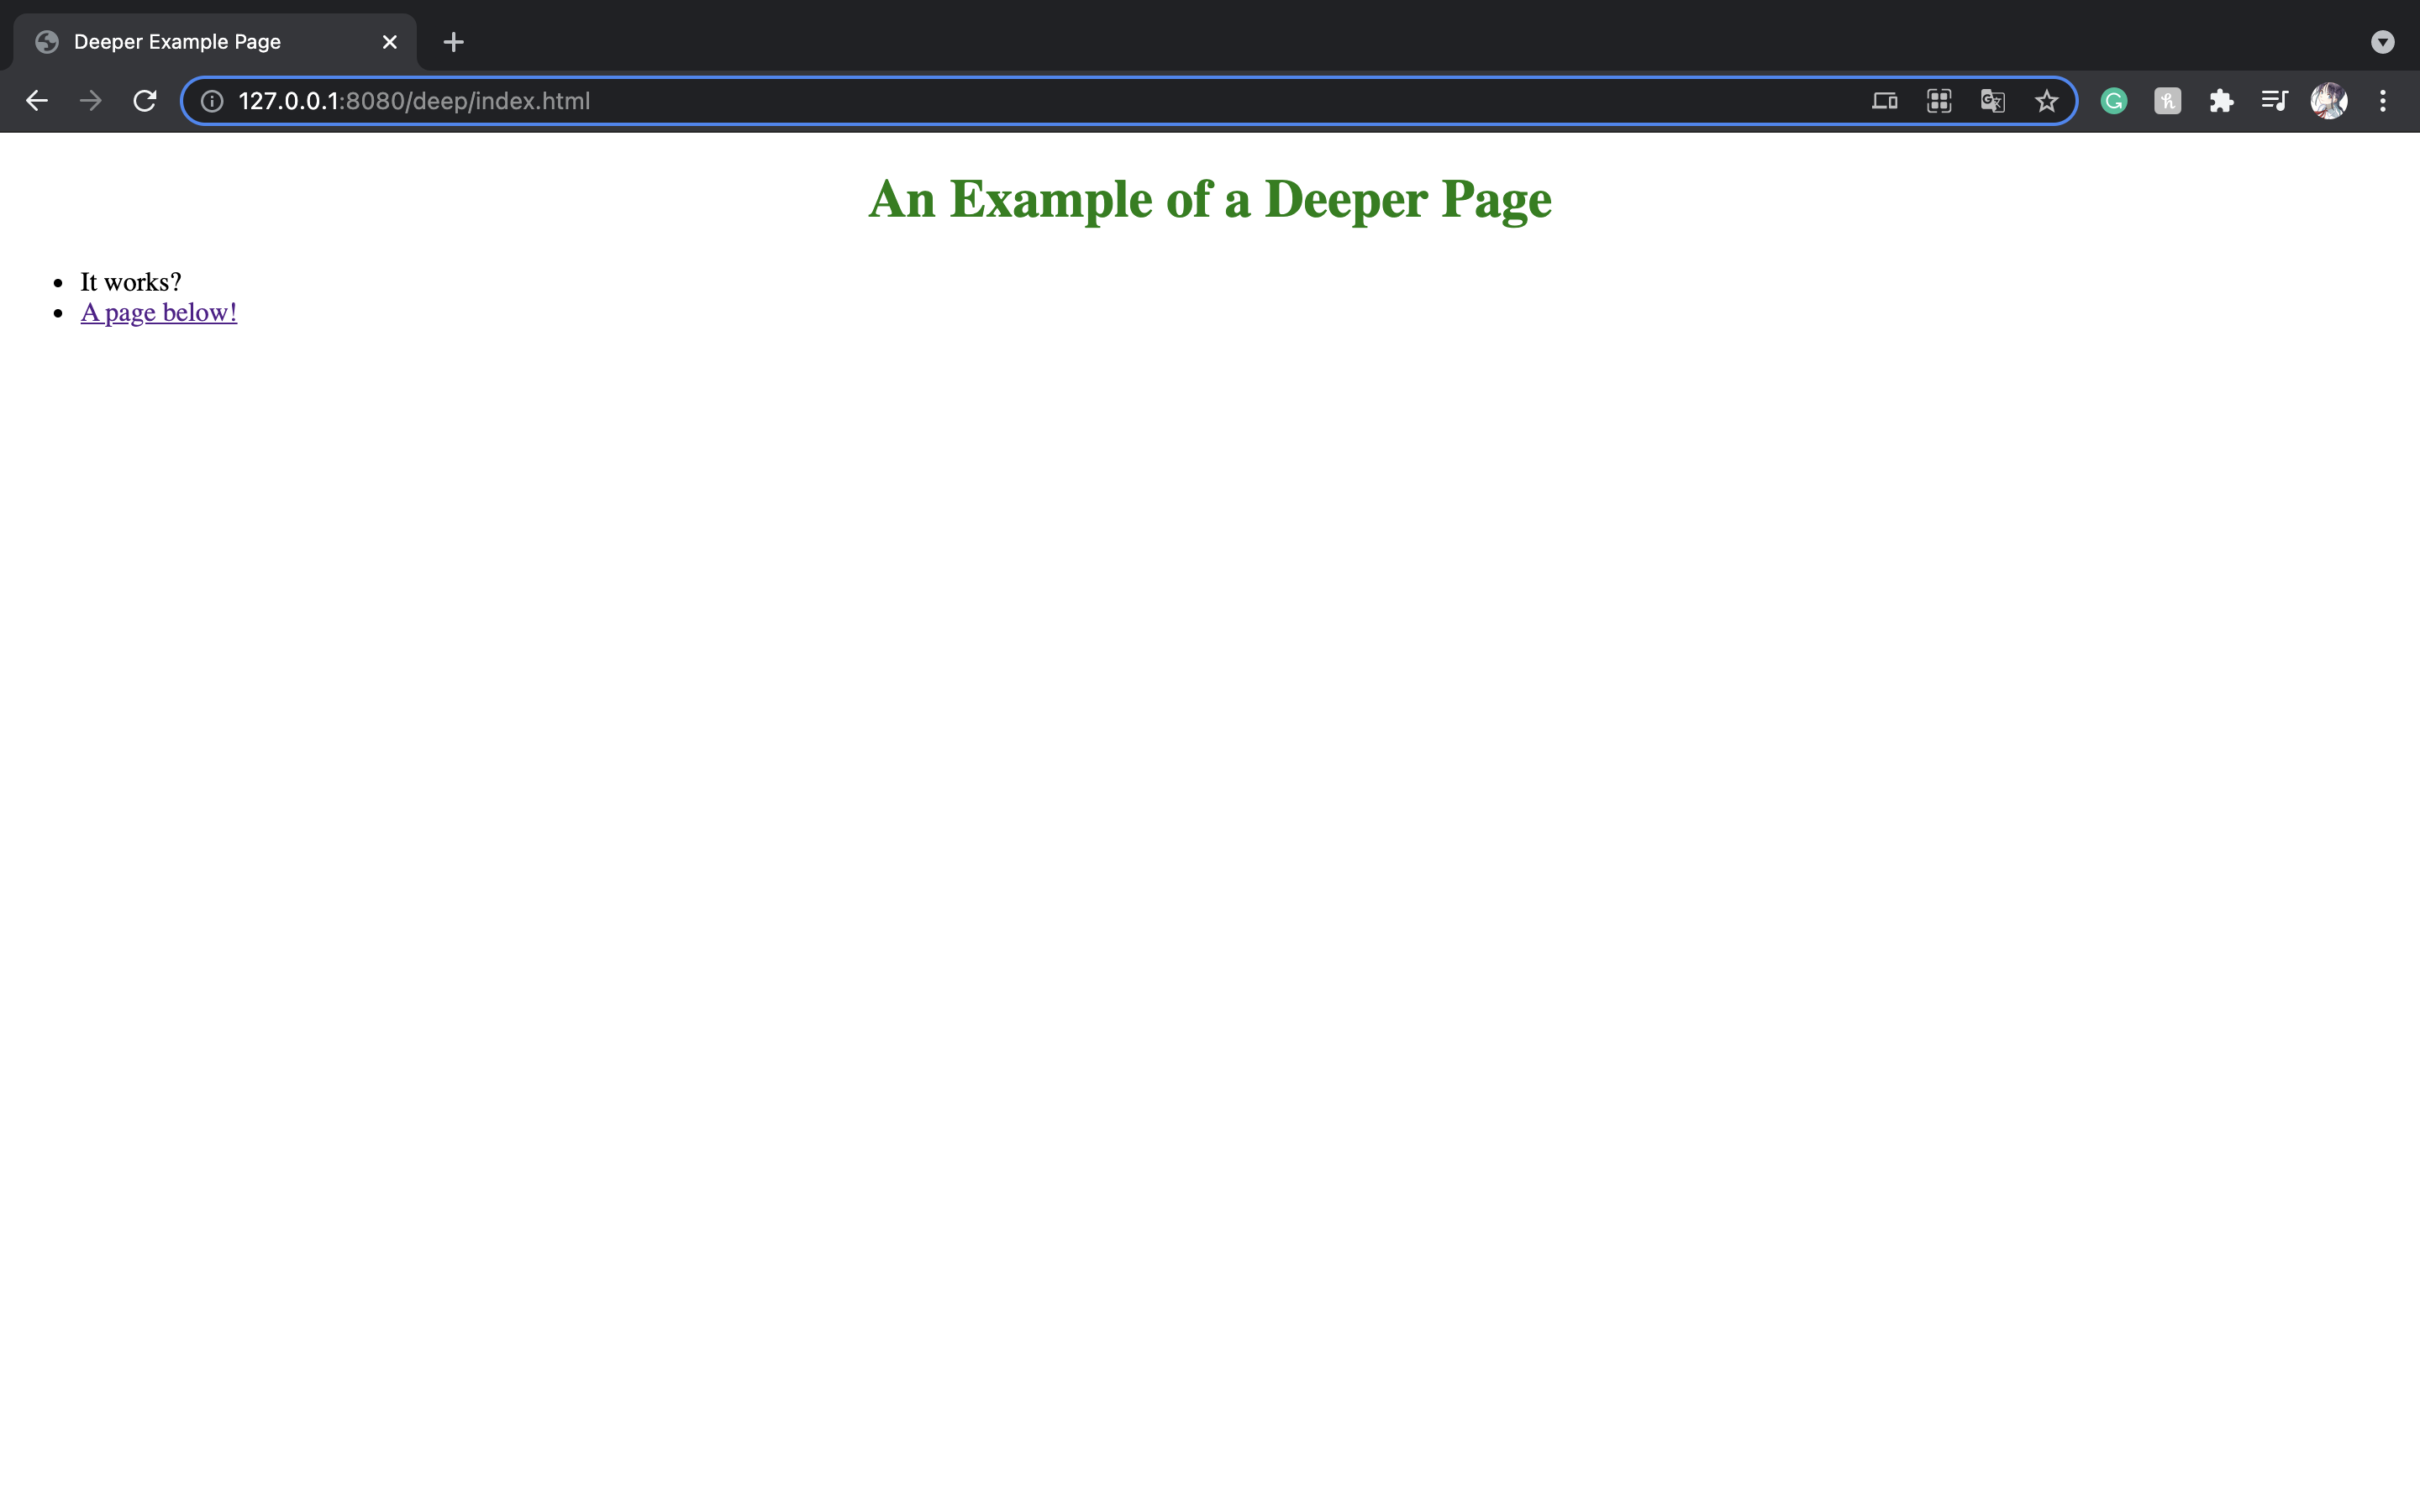 Deeper Example Page
127.0.0.1:8080/deep/index.html
An Example of a Deeper Page
It works?
A page below!